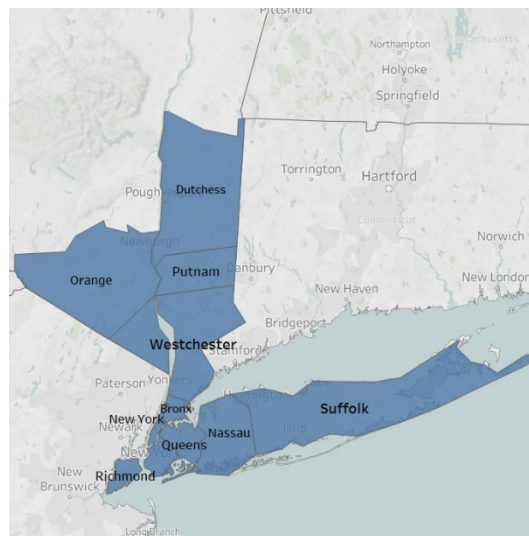 Pittsfield
Massachusetts
Northampton
Holyoke
Springfield
Torrington
Hartford
Connecticut
Dutchess
Norwich
Newburgh
Putnam
Danbury
Orange
New London
New Haven
Bridgeport
Westchester
Stamford
Paterson
Yonkers
Bronx
Huntington
Suffolk
New York
Newark
Queens
Nassau
Islip
New York
Richmond
New
Brunswick
Long Branch